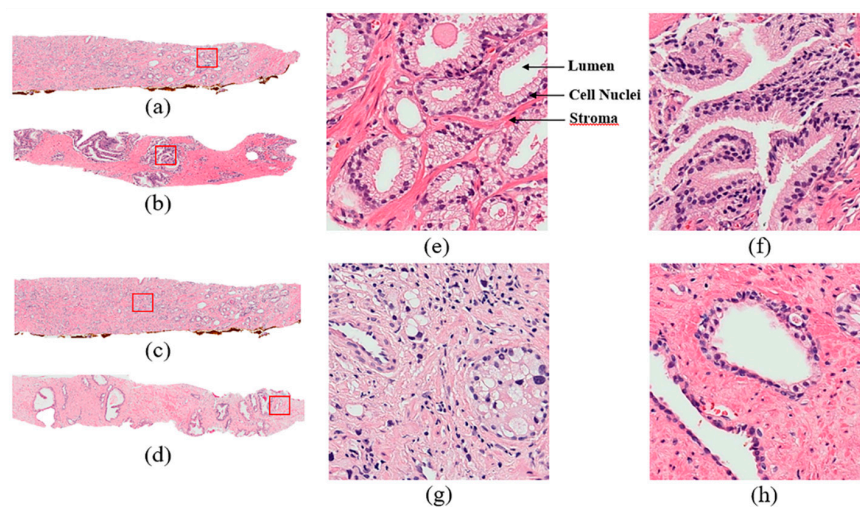 (a)
(b)
(c)
(d)
Lumen
Cell Nuclei
Stroma
(e)
(f)
(g)
(h)